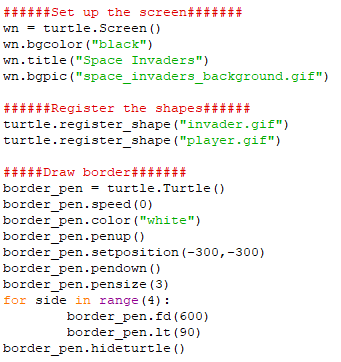 ######Set up the screen#######
wn = turtle.Screen()
wn.bgcolor("black")
wn.title("Space Invaders")
wn.bgpic("space_invaders_background.gif")

######Register the shapes######
turtle.register_shape("invader.gif")
turtle.register_shape("player.gif")

#####Draw border#######
border_pen = turtle.Turtle()
border_pen.speed(0)
border_pen.color("white")
border_pen.penup()
border_pen.setposition(-300,-300)
border_pen.pendown()
border_pen.pensize(3)
for side in range(4):
        border_pen.fd(600)
        border_pen.lt(90)
border_pen.hideturtle()